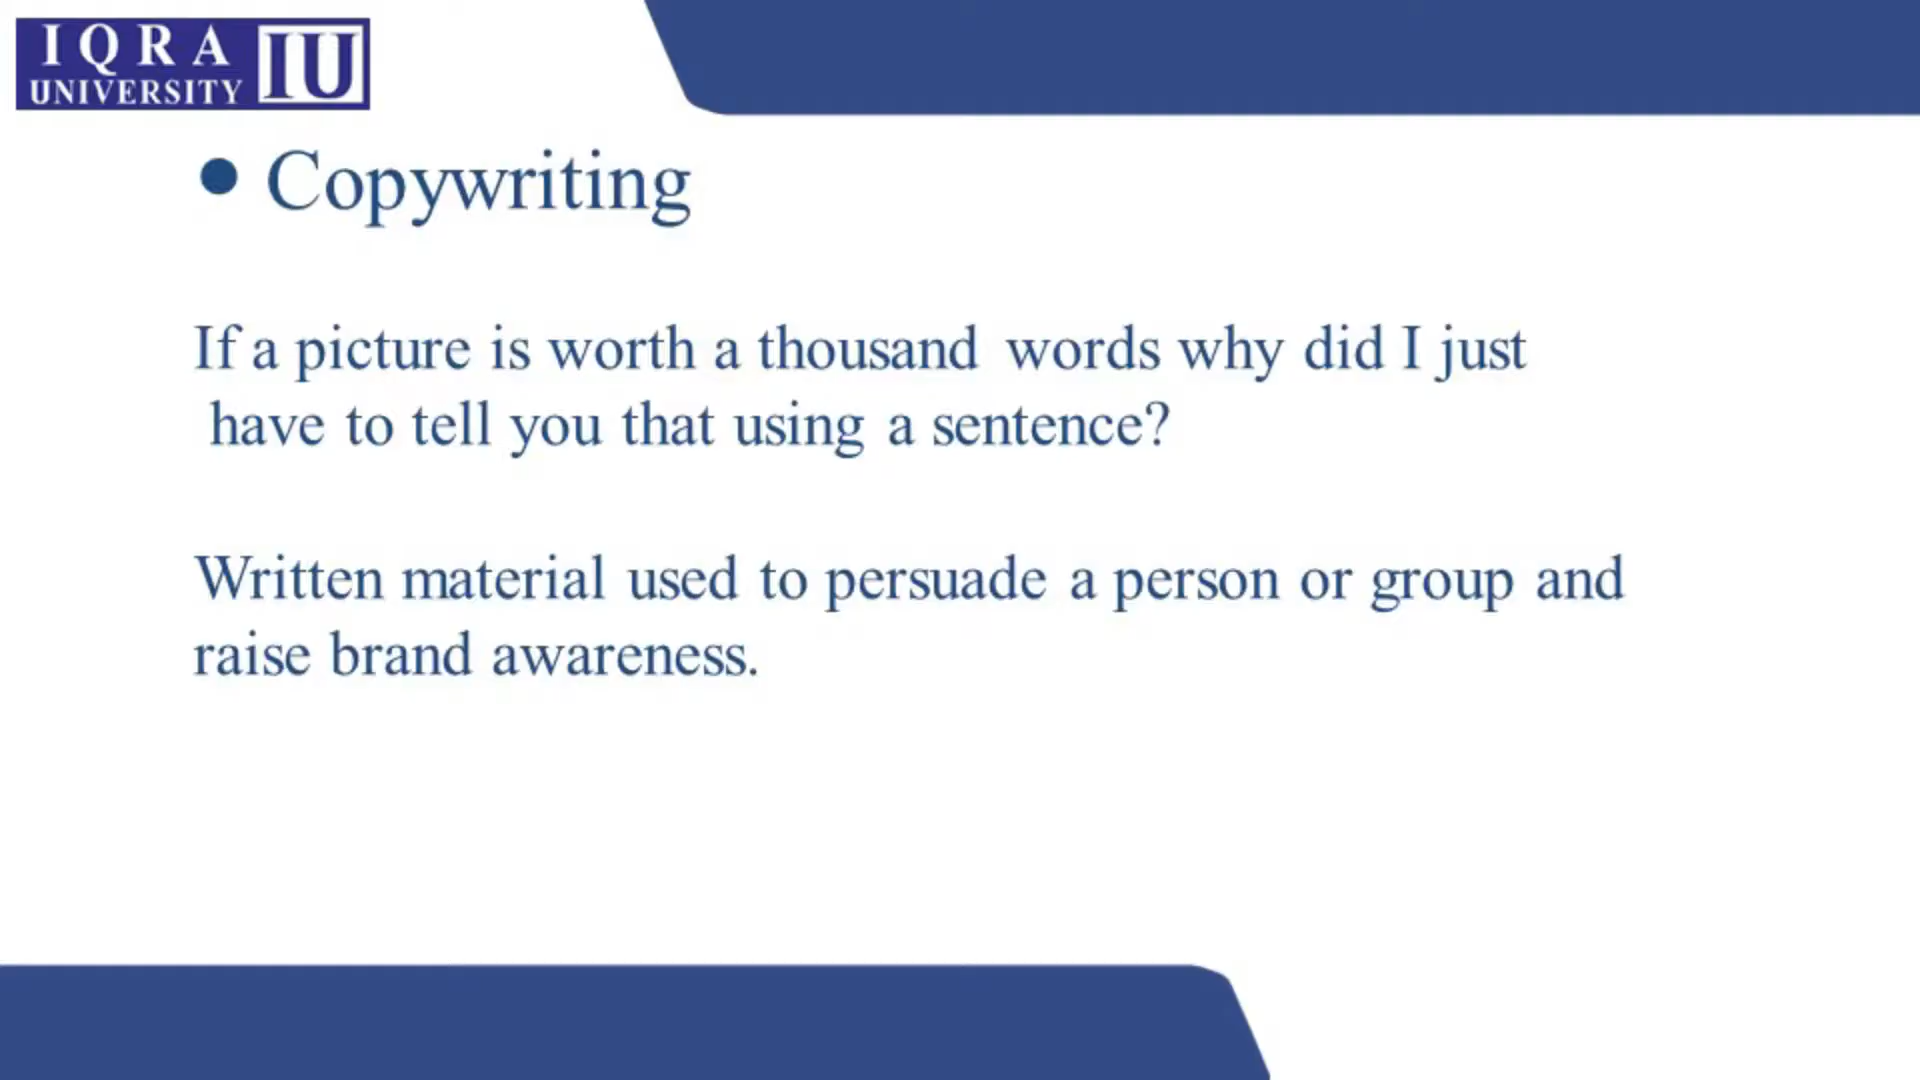 IQRA
UNIVERSITY
IU
• Copywriting
If a picture is worth a thousand words why did I just
have to tell you that using a sentence?
Written material used to persuade a person or group and
raise brand awareness.